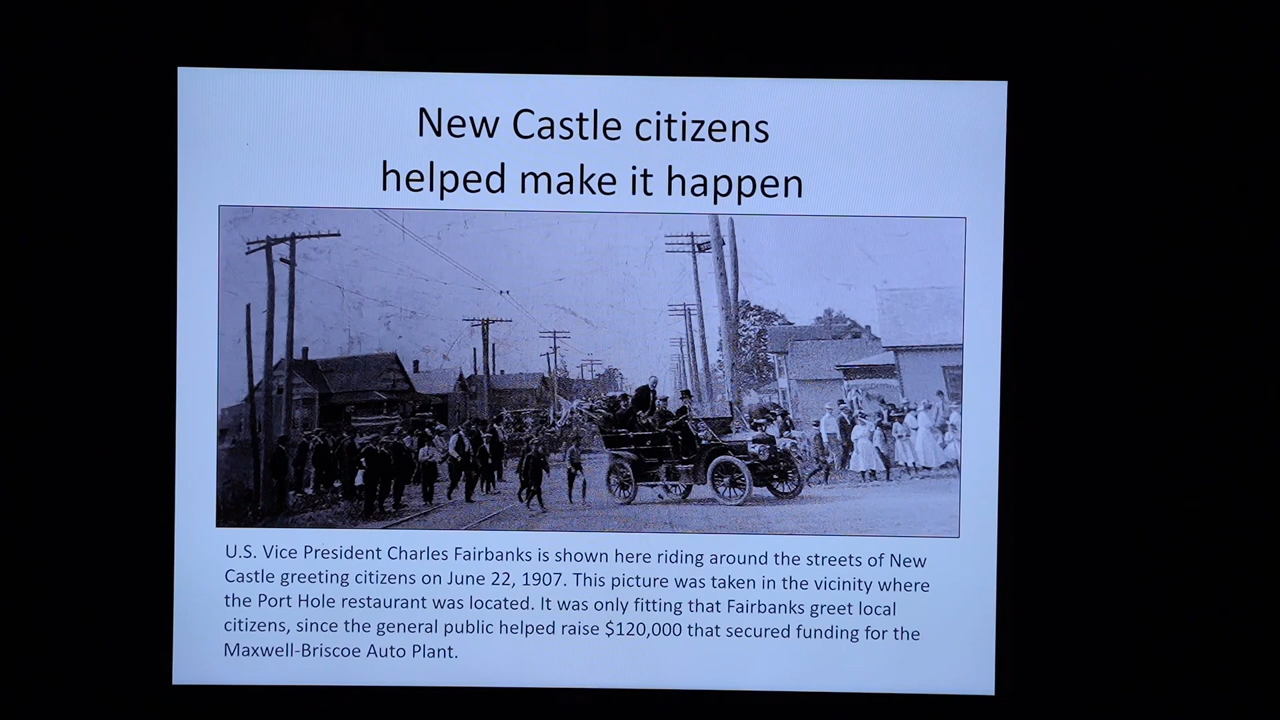 New Castle citizens
helped make it happen
U.S. Vice President Charles Fairbanks is shown here riding around the streets of New
Castle greeting citizens on June 22, 1907. This picture was taken in the vicinity where
the Port Hole restaurant was located. It was only fitting that Fairbanks greet local
citizens, since the general public helped raise $120,000 that secured funding for the
Maxwell-Briscoe Auto Plant.